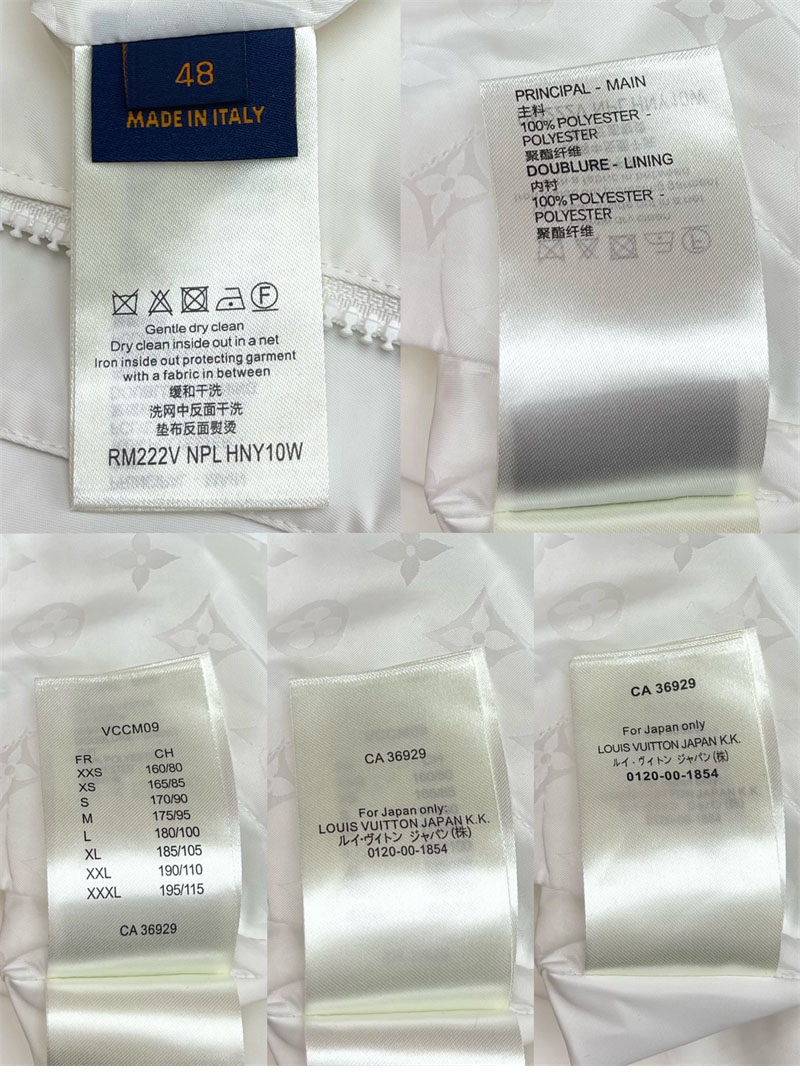 48
MADE IN ITALY
Gentle dry clean
Dry clean inside out in a net
Iron inside out protecting garment
with a fabric in between
缓和干洗
洗网中反面干洗
垫布反面熨烫
RM222V NPL HNY10W
PRINCIPAL - MAIN
主料
100% POLYESTER -
POLYESTER
聚酯纤维
DOUBLURE - LINING
内衬
100% POLYESTER -
POLYESTER
聚酯纤维
VCCM09
FR CH
XXS 160/80
XS 165/85
S 170/90
M 175/95
L 180/100
XL 185/105
XXL 190/110
XXXL 195/115
CA 36929
CA 36929
For Japan only:
LOUIS VUITTON JAPAN K.K.
ルイ・ヴィトン ジャパン(株)
0120-00-1854
CA 36929
For Japan only
LOUIS VUITTON JAPAN K.K.
ルイ・ヴィトン ジャパン(株)
0120-00-1854